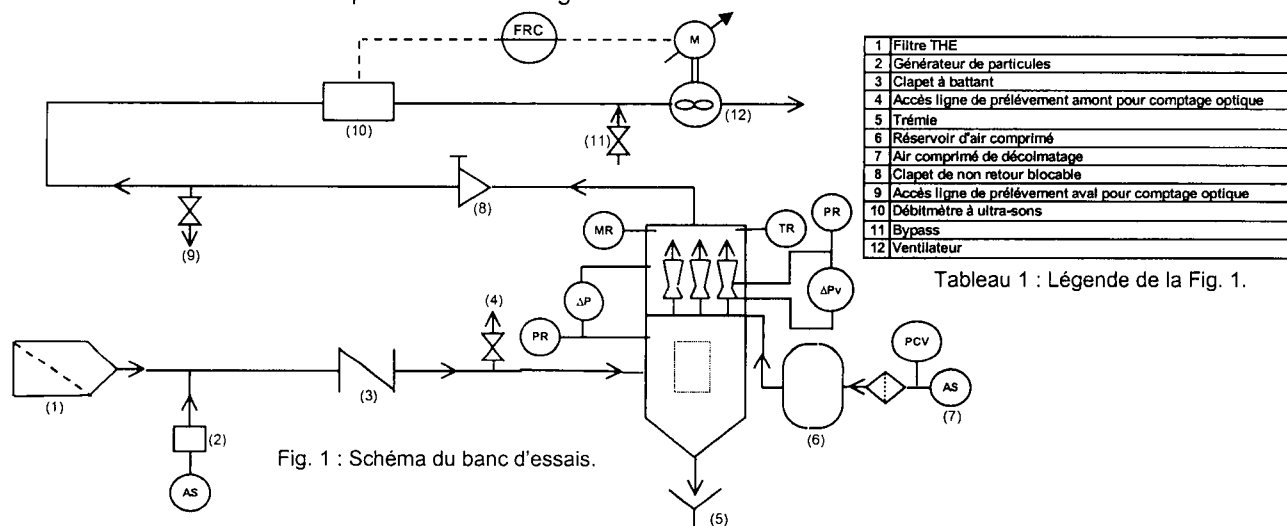 FRC
M
(10)
(11)
(12)
(9)
(8)
MR
TR
PR
ΔP
ΔPv
PR
(4)
PCV
AS
(7)
(6)
(1)
(2)
(3)
AS
(5)
Fig. 1 : Schéma du banc d'essais.
1 Filtre THE
2 Générateur de particules
3 Clapet à battant
4 Accès ligne de prélévement amont pour comptage optique
5 Trémie
6 Réservoir d'air comprimé
7 Air comprimé de décolmatage
8 Clapet de non retour blocable
9 Accès ligne de prélévement aval pour comptage optique
10 Débitmètre à ultra-sons
11 Bypass
12 Ventilateur
Tableau 1 : Légende de la Fig. 1.